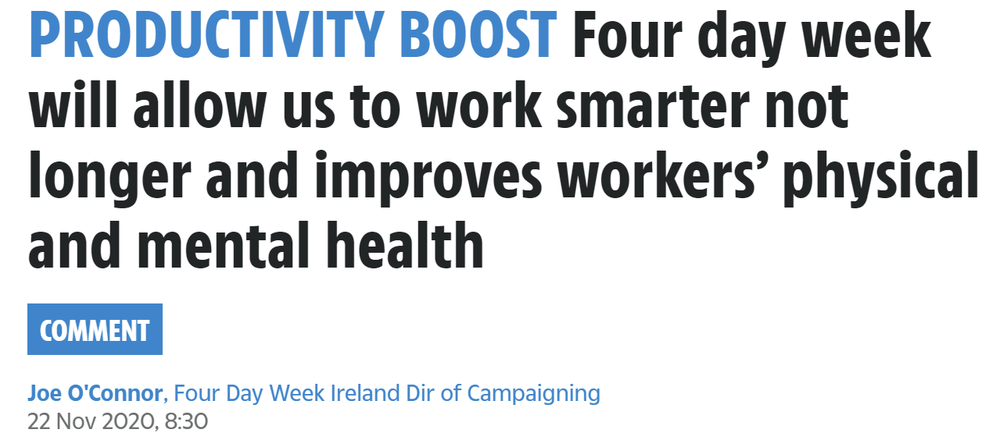 PRODUCTIVITY BOOST Four day week
will allow us to work smarter not
longer and improves workers’ physical
and mental health
COMMENT
Joe O'Connor, Four Day Week Ireland Dir of Campaigning
22 Nov 2020, 8:30